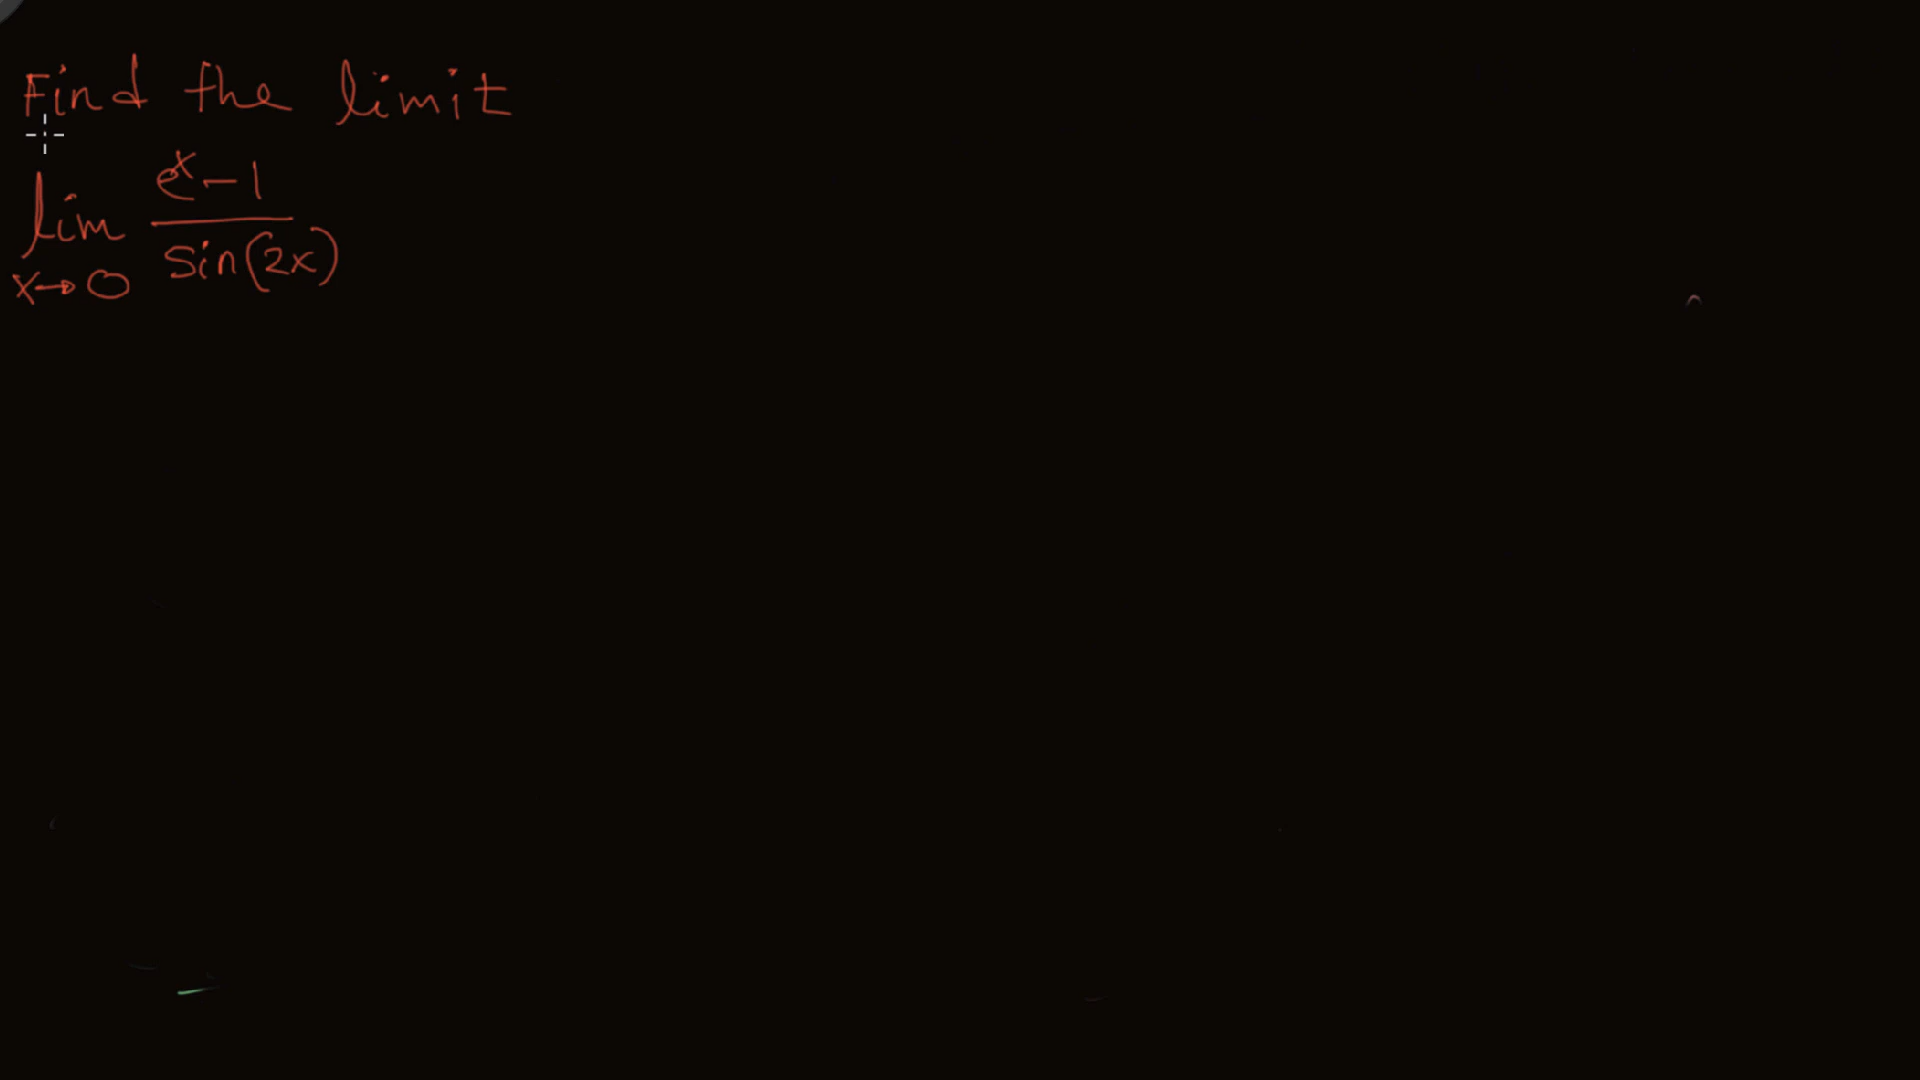 Find the limit
lim e^x - 1 / sin(2x)
x→0